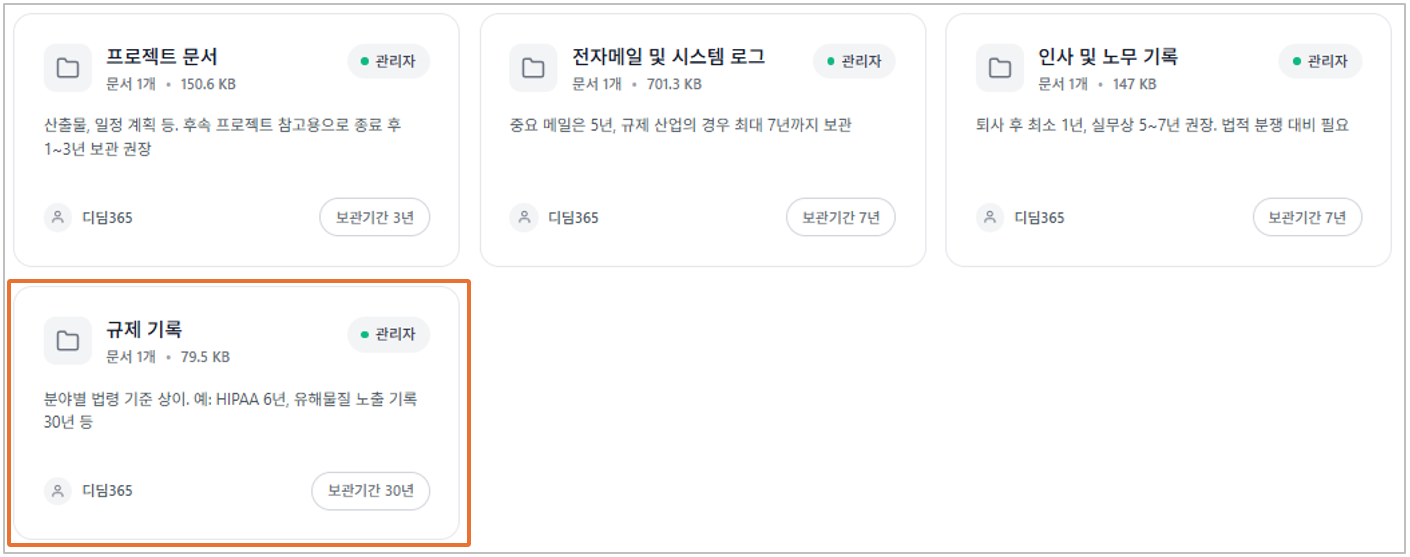 프로젝트 문서
관리자
문서 1개 • 150.6 KB
산출물, 일정 계획 등. 후속 프로젝트 참고용으로 종료 후
1~3년 보관 권장
디딤365
보관기간 3년
전자메일 및 시스템 로그
관리자
문서 1개 • 701.3 KB
중요 메일은 5년, 규제 산업의 경우 최대 7년까지 보관
디딤365
보관기간 7년
인사 및 노무 기록
관리자
문서 1개 • 147 KB
퇴사 후 최소 1년, 실무상 5~7년 권장. 법적 분쟁 대비 필요
디딤365
보관기간 7년
규제 기록
관리자
문서 1개 • 79.5 KB
분야별 법령 기준 상이. 예: HIPAA 6년, 유해물질 노출 기록
30년 등
디딤365
보관기간 30년